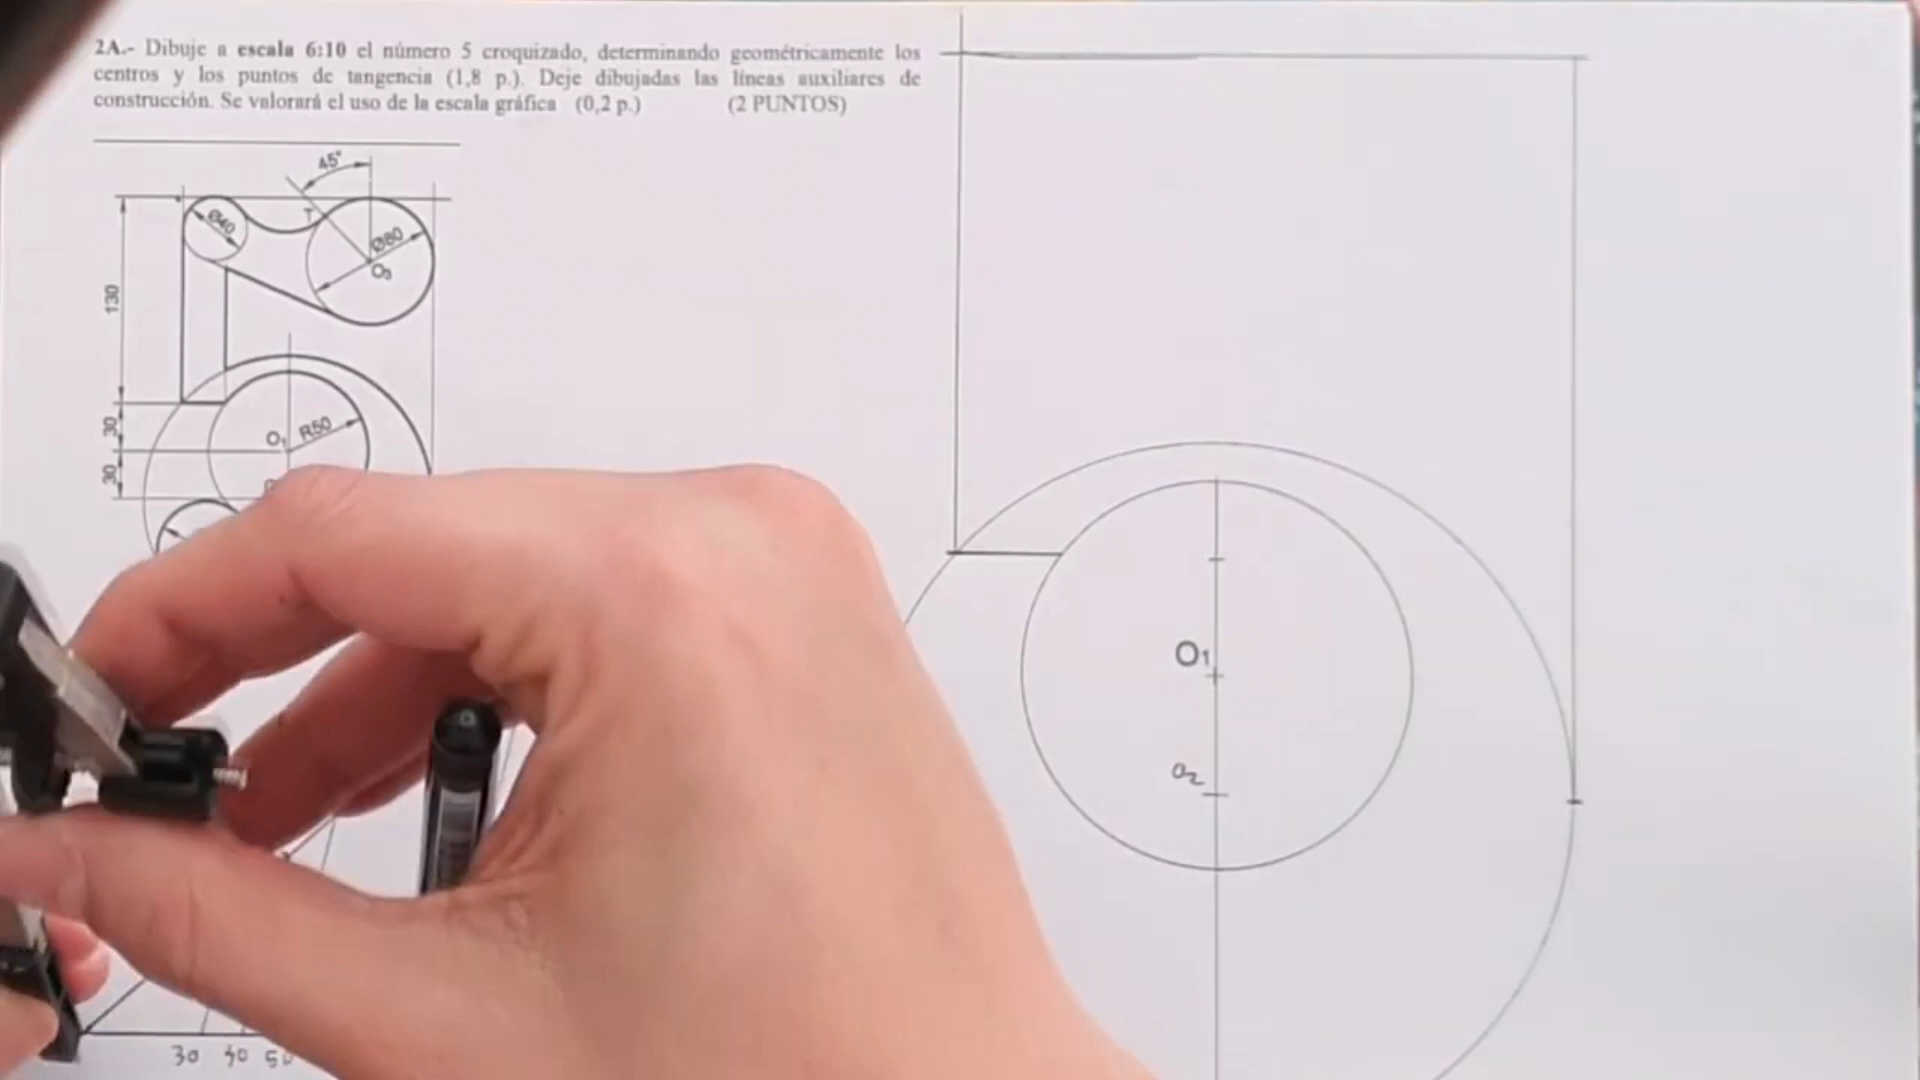 2A.- Dibuje a escala 6:10 el número 5 croquizado, determinando geométricamente los
centros y los puntos de tangencia (1,8 p.). Deje dibujadas las líneas auxiliares de
construcción. Se valorará el uso de la escala gráfica (0,2 p.) (2 PUNTOS)
45°
T
Ø40
Ø80
O3
130
30
O1 R50
30
O1
O2
30 40 50